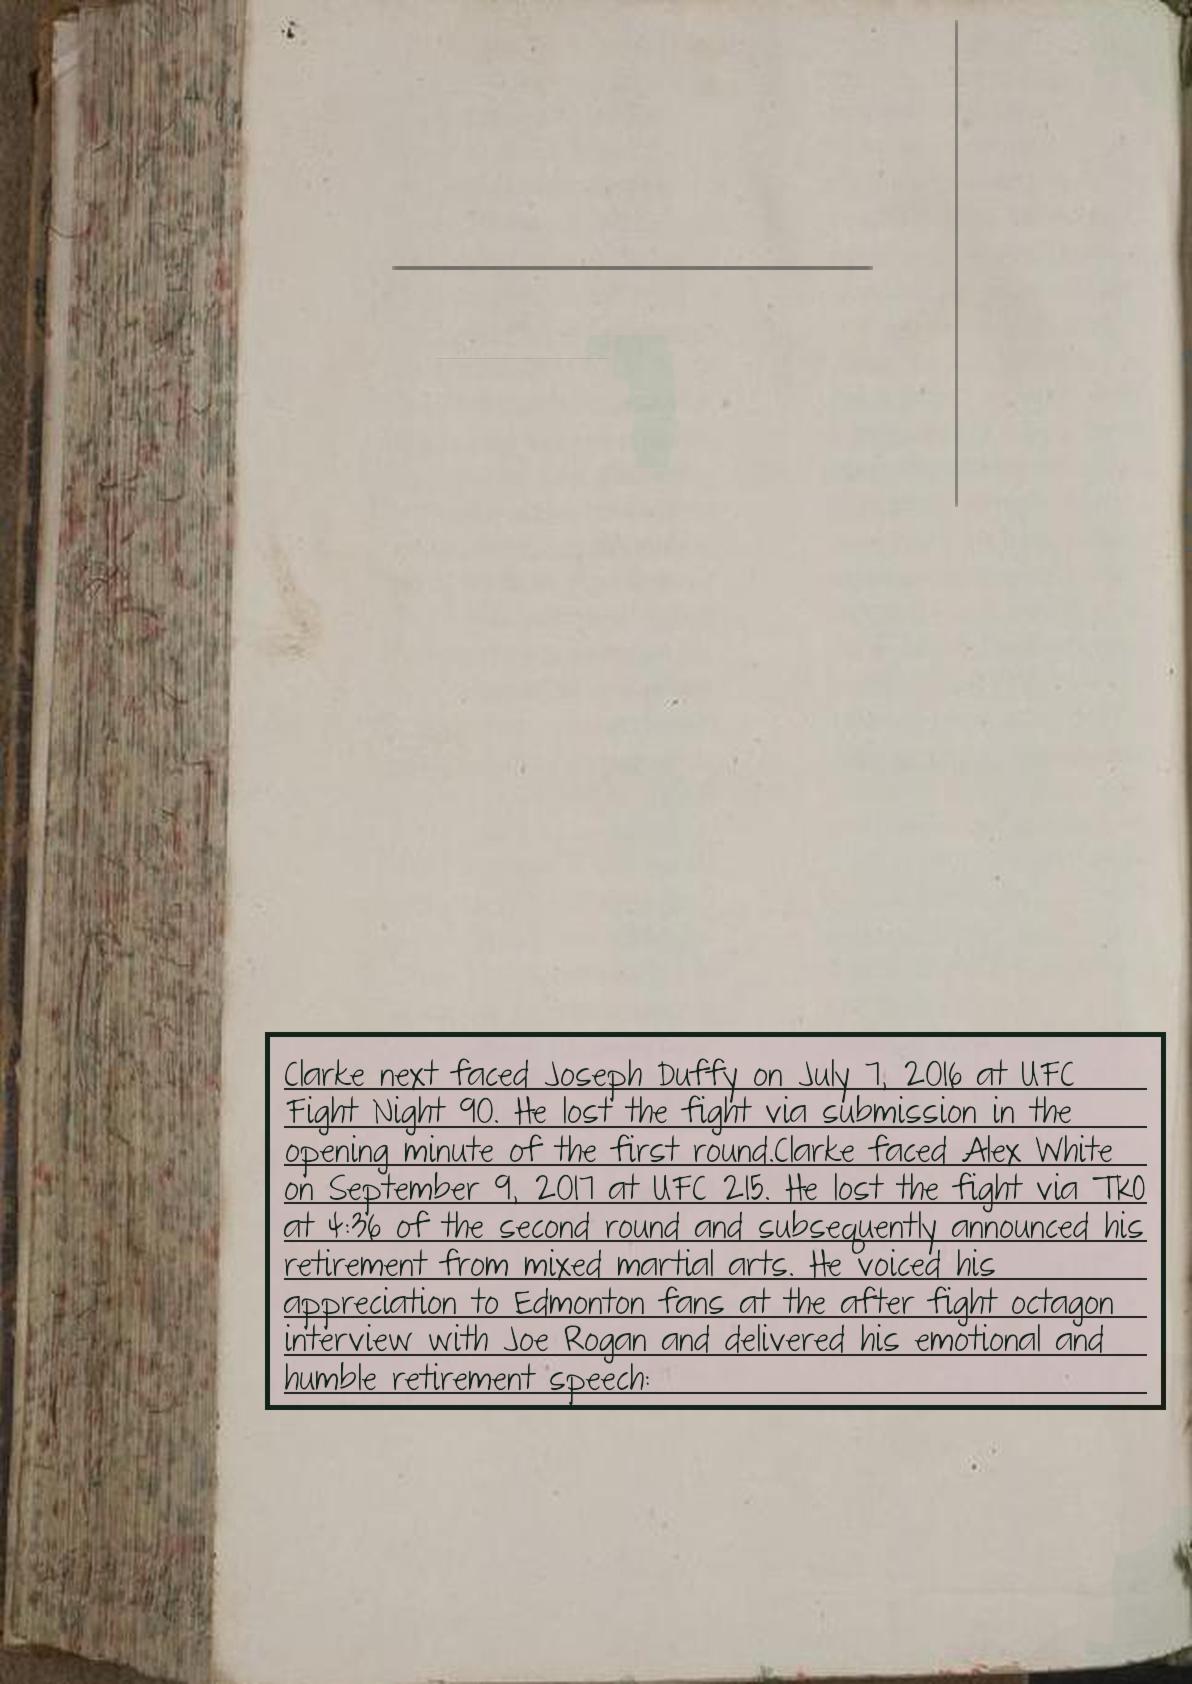 Clarke next faced Joseph Duffy on July 7, 2016 at UFC
Fight Night 90. He lost the fight via submission in the
opening minute of the first round.Clarke faced Alex White
on September 9, 2017 at UFC 215. He lost the fight via TKO
at 4:36 of the second round and subsequently announced his
retirement from mixed martial arts. He voiced his
appreciation to Edmonton fans at the after fight octagon
interview with Joe Rogan and delivered his emotional and
humble retirement speech: